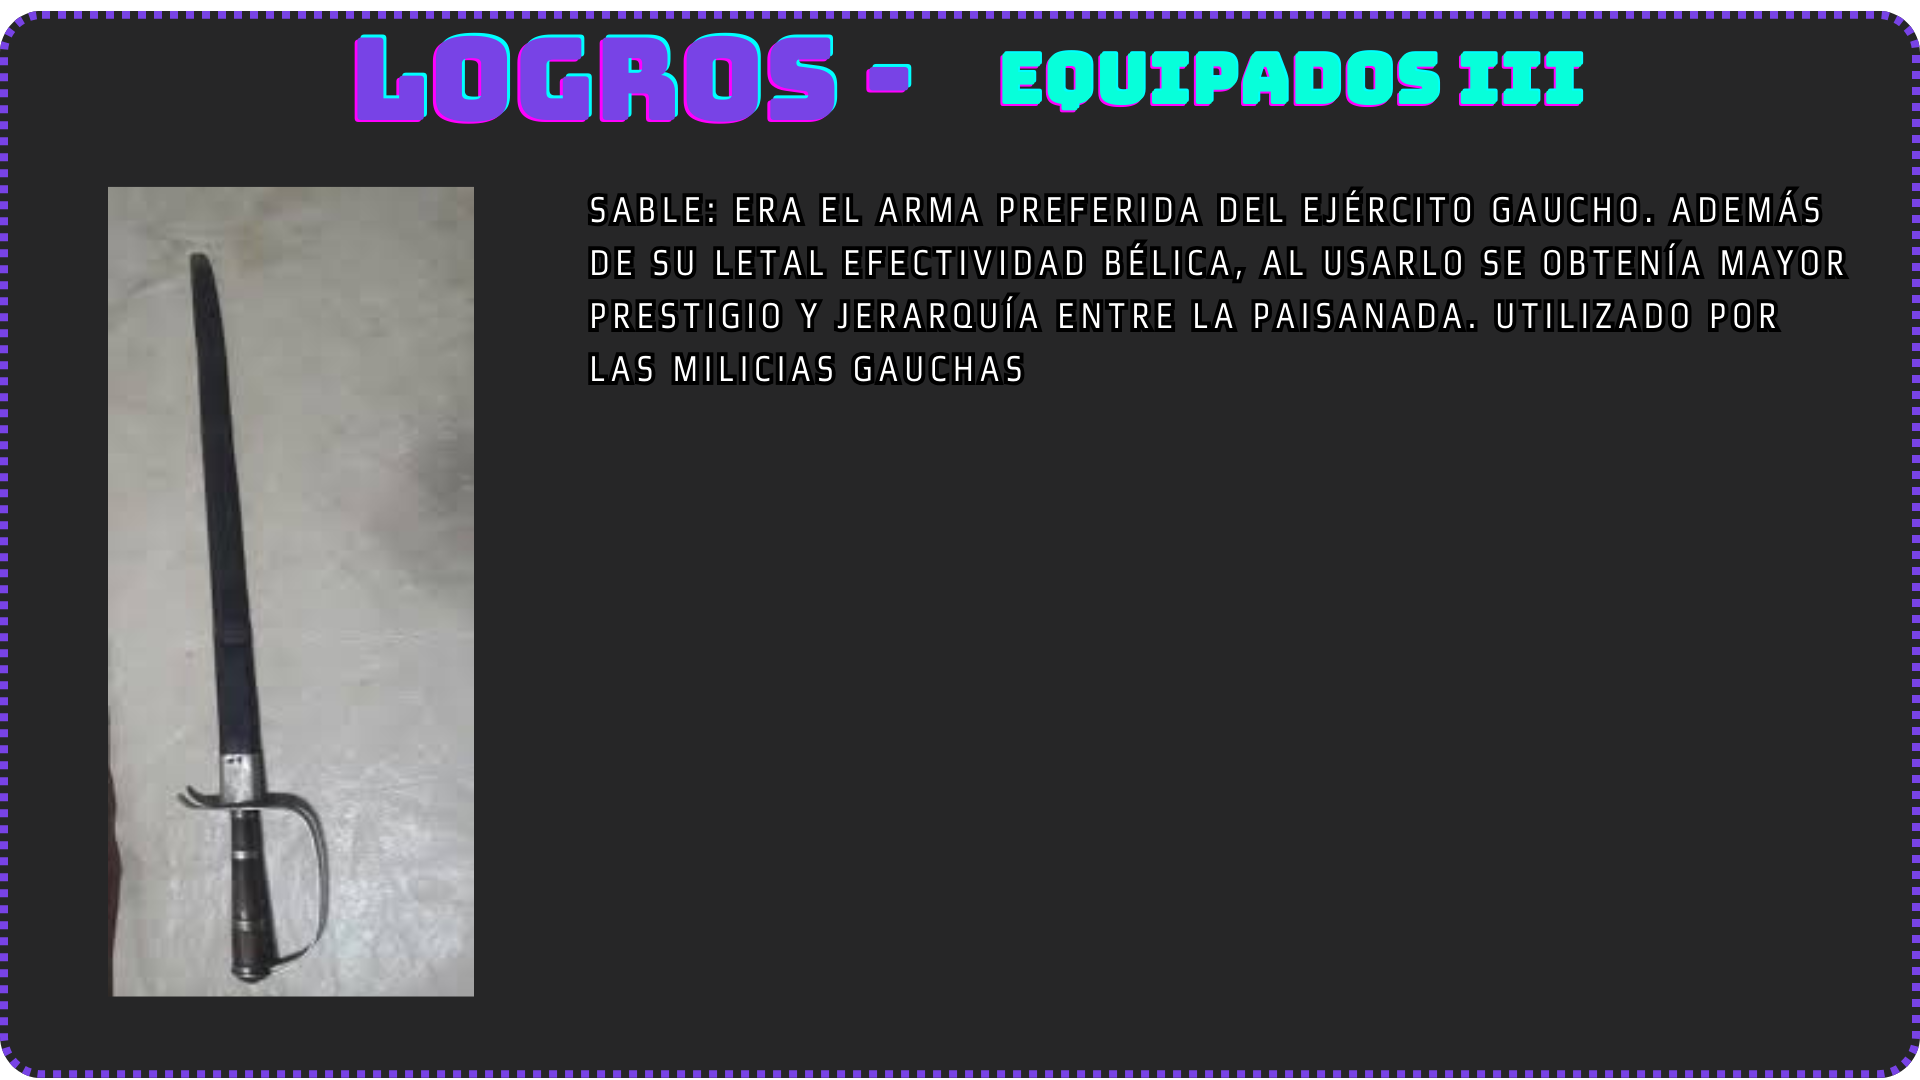 LOGROS - EQUIPADOS III
SABLE: ERA EL ARMA PREFERIDA DEL EJÉRCITO GAUCHO. ADEMÁS
DE SU LETAL EFECTIVIDAD BÉLICA, AL USARLO SE OBTENÍA MAYOR
PRESTIGIO Y JERARQUÍA ENTRE LA PAISANADA. UTILIZADO POR
LAS MILICIAS GAUCHAS